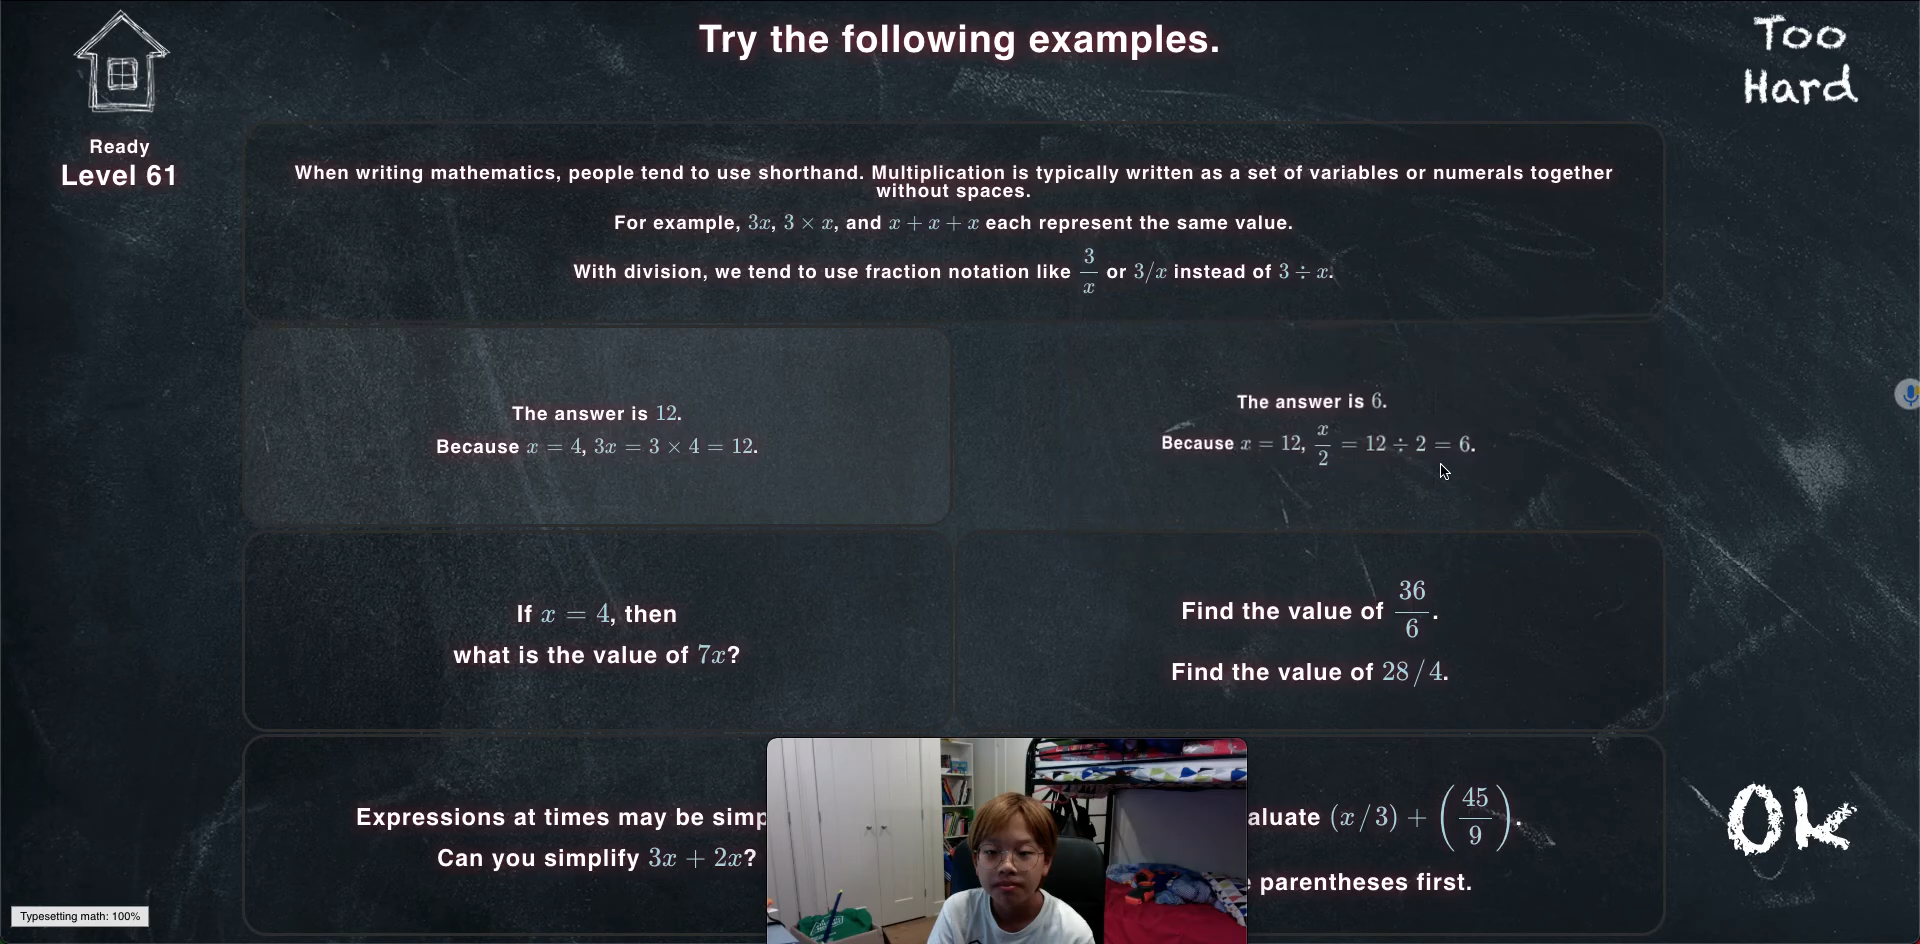 Try the following examples.
Too
Hard
Ready
Level 61
When writing mathematics, people tend to use shorthand. Multiplication is typically written as a set of variables or numerals together
without spaces.
For example, 3x, 3 × x, and x + x + x each represent the same value.
With division, we tend to use fraction notation like 3/x or 3/x instead of 3 ÷ x.
The answer is 12.
Because x = 4, 3x = 3 × 4 = 12.
The answer is 6.
Because x = 12, x/2 = 12 ÷ 2 = 6.
If x = 4, then
what is the value of 7x?
Find the value of 36/6.
Find the value of 28/4.
Expressions at times may be simp
Can you simplify 3x + 2x?
aluate (x/3) + (45/9).
parentheses first.
Ok
Typesetting math: 100%